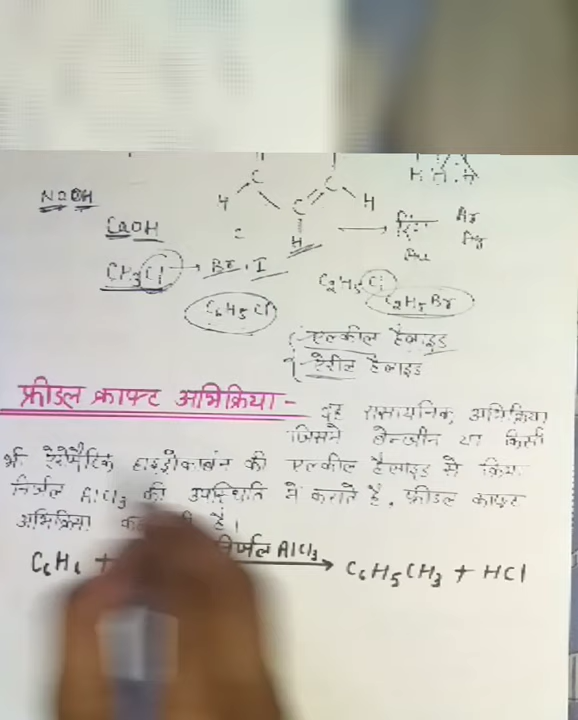 NaOH
CaOH
CH3Cl → Br, I
C2H5Cl
C6H5Cl
C2H5Br
एल्कील हैलाइड
ऐरील हैलाइड
फ्रीडल क्राफ्ट अभिक्रिया -
वह रासायनिक अभिक्रिया
जिसमे बेन्जीन या किसी
भी ऐरोमैटिक हाइड्रोकार्बन की एल्कील हैलाइड से क्रिया
निर्जल AlCl3 की उपस्थिति में कराते है, फ्रीडल क्राफ्ट
अभिक्रिया है।
C6H6 + निर्जल AlCl3 → C6H5CH3 + HCl